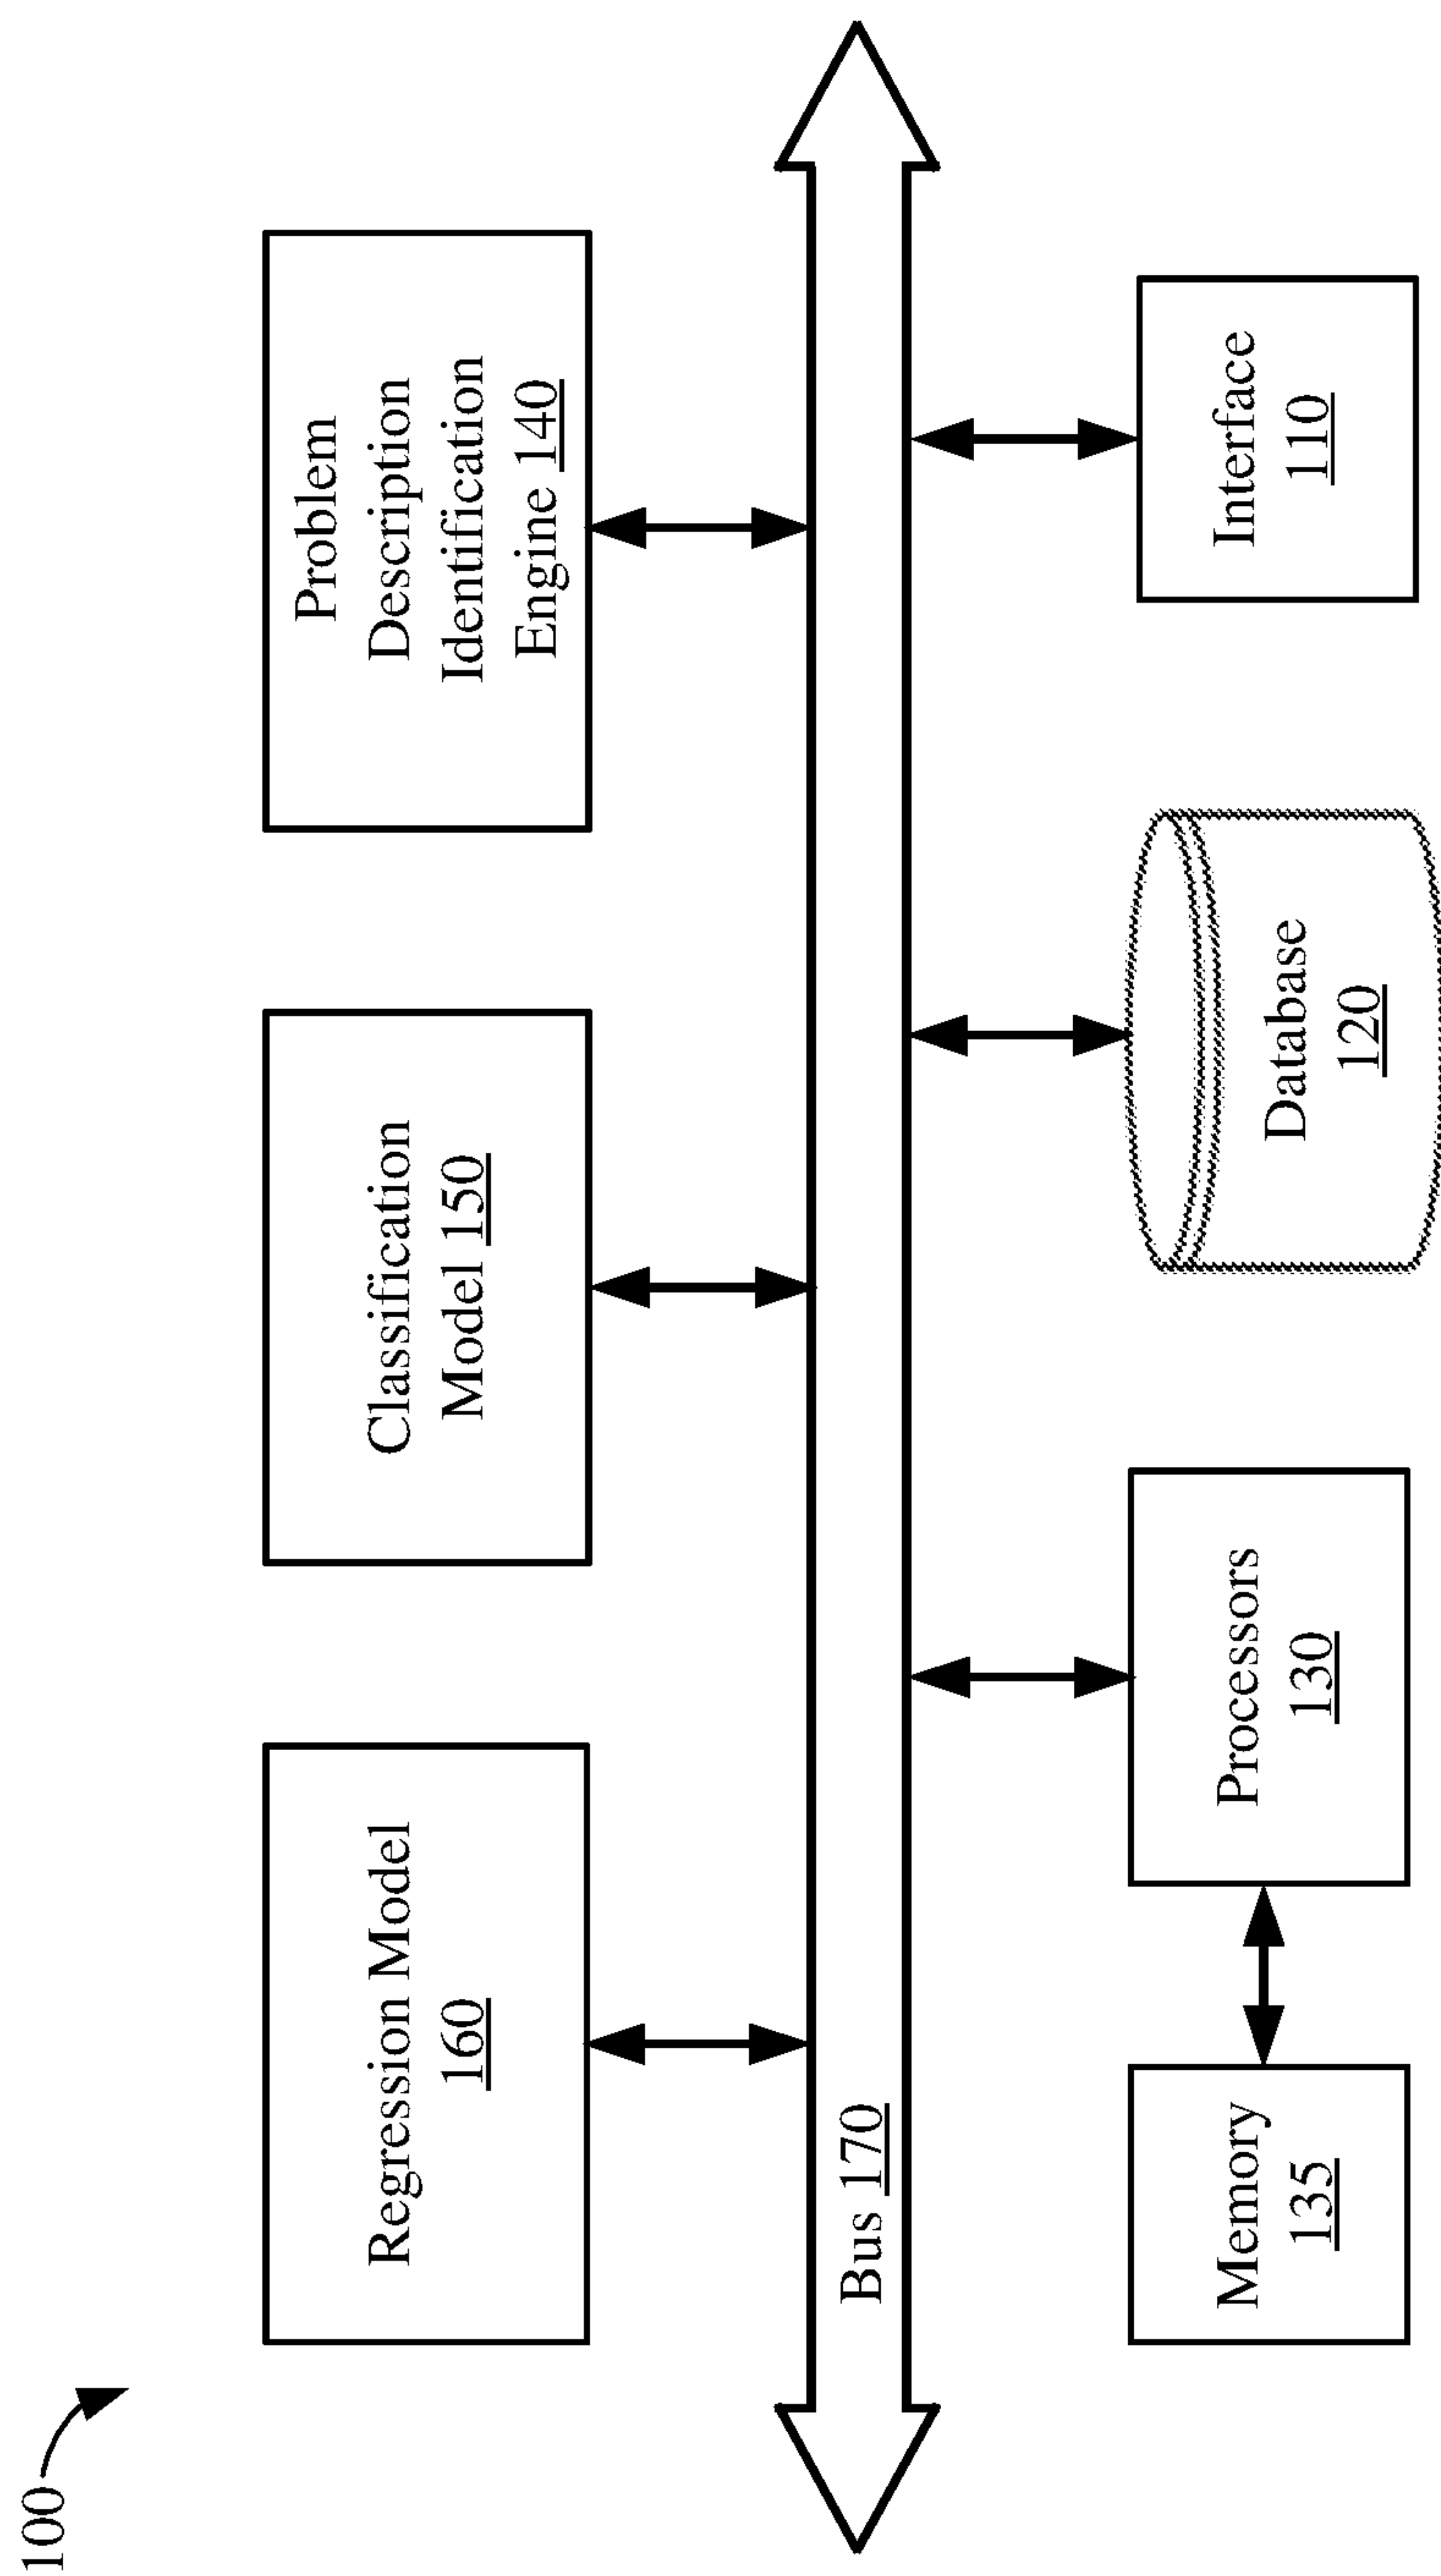 100
Regression Model
160
Classification
Model 150
Problem
Description
Identification
Engine 140
Bus 170
Memory
135
Processors
130
Database
120
Interface
110